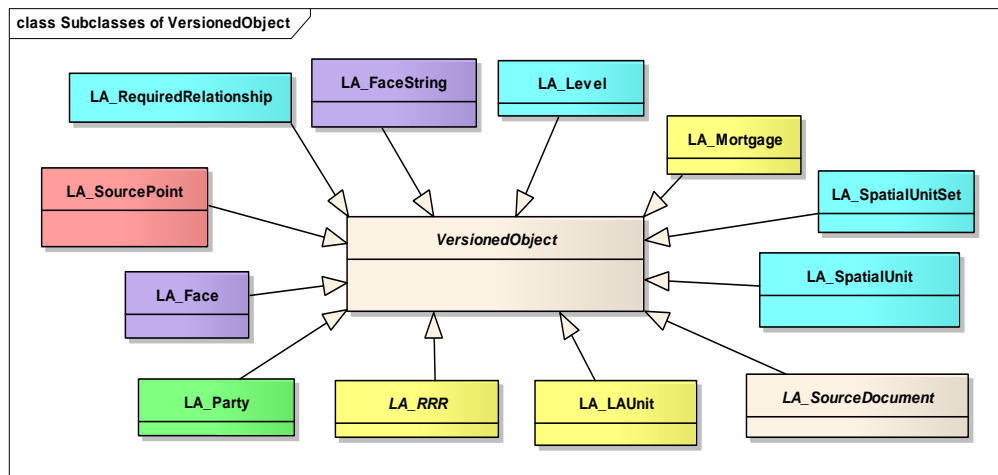 class Subclasses of VersionedObject
LA_RequiredRelationship
LA_FaceString
LA_Level
LA_Mortgage
LA_SourcePoint
LA_SpatialUnitSet
VersionedObject
LA_Face
LA_SpatialUnit
LA_Party
LA_RRR
LA_LAUnit
LA_SourceDocument